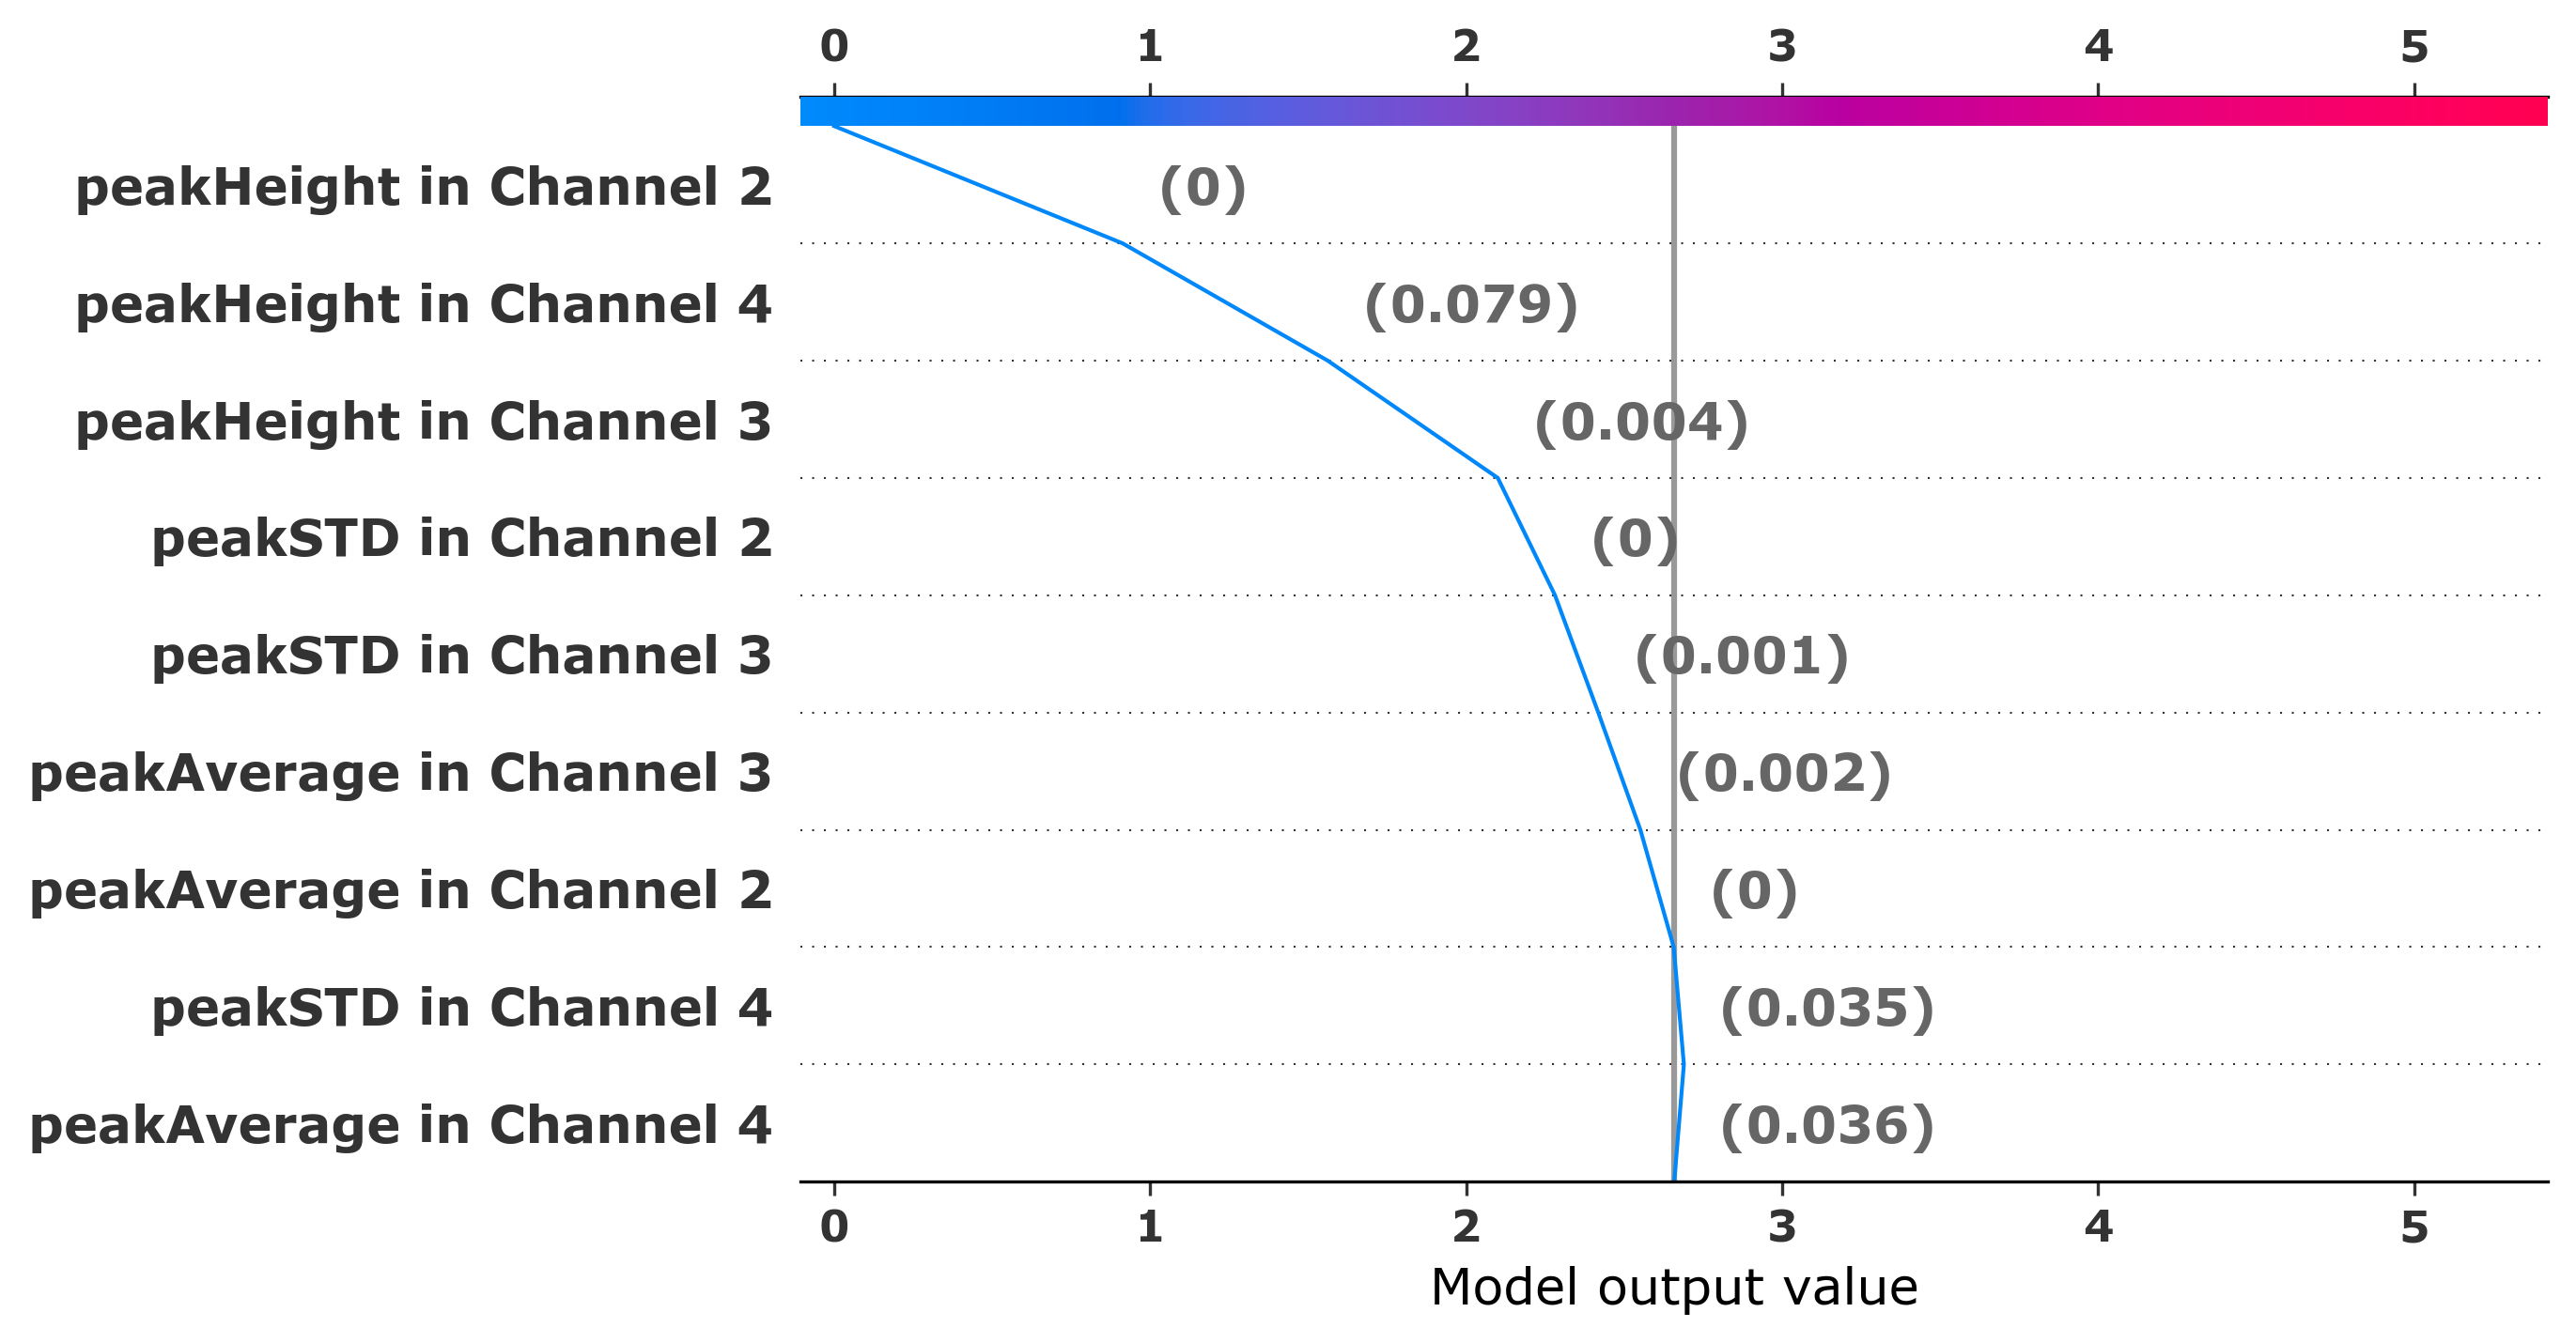 0 1 2 3 4 5
peakHeight in Channel 2 (0)
peakHeight in Channel 4 (0.079)
peakHeight in Channel 3 (0.004)
peakSTD in Channel 2 (0)
peakSTD in Channel 3 (0.001)
peakAverage in Channel 3 (0.002)
peakAverage in Channel 2 (0)
peakSTD in Channel 4 (0.035)
peakAverage in Channel 4 (0.036)
0 1 2 3 4 5
Model output value